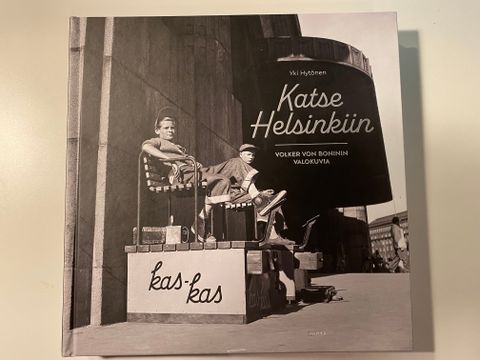 Yki Hytönen
Katse
Helsinkiin
VOLKER VON BONININ
VALOKUVIA
kas-
kas